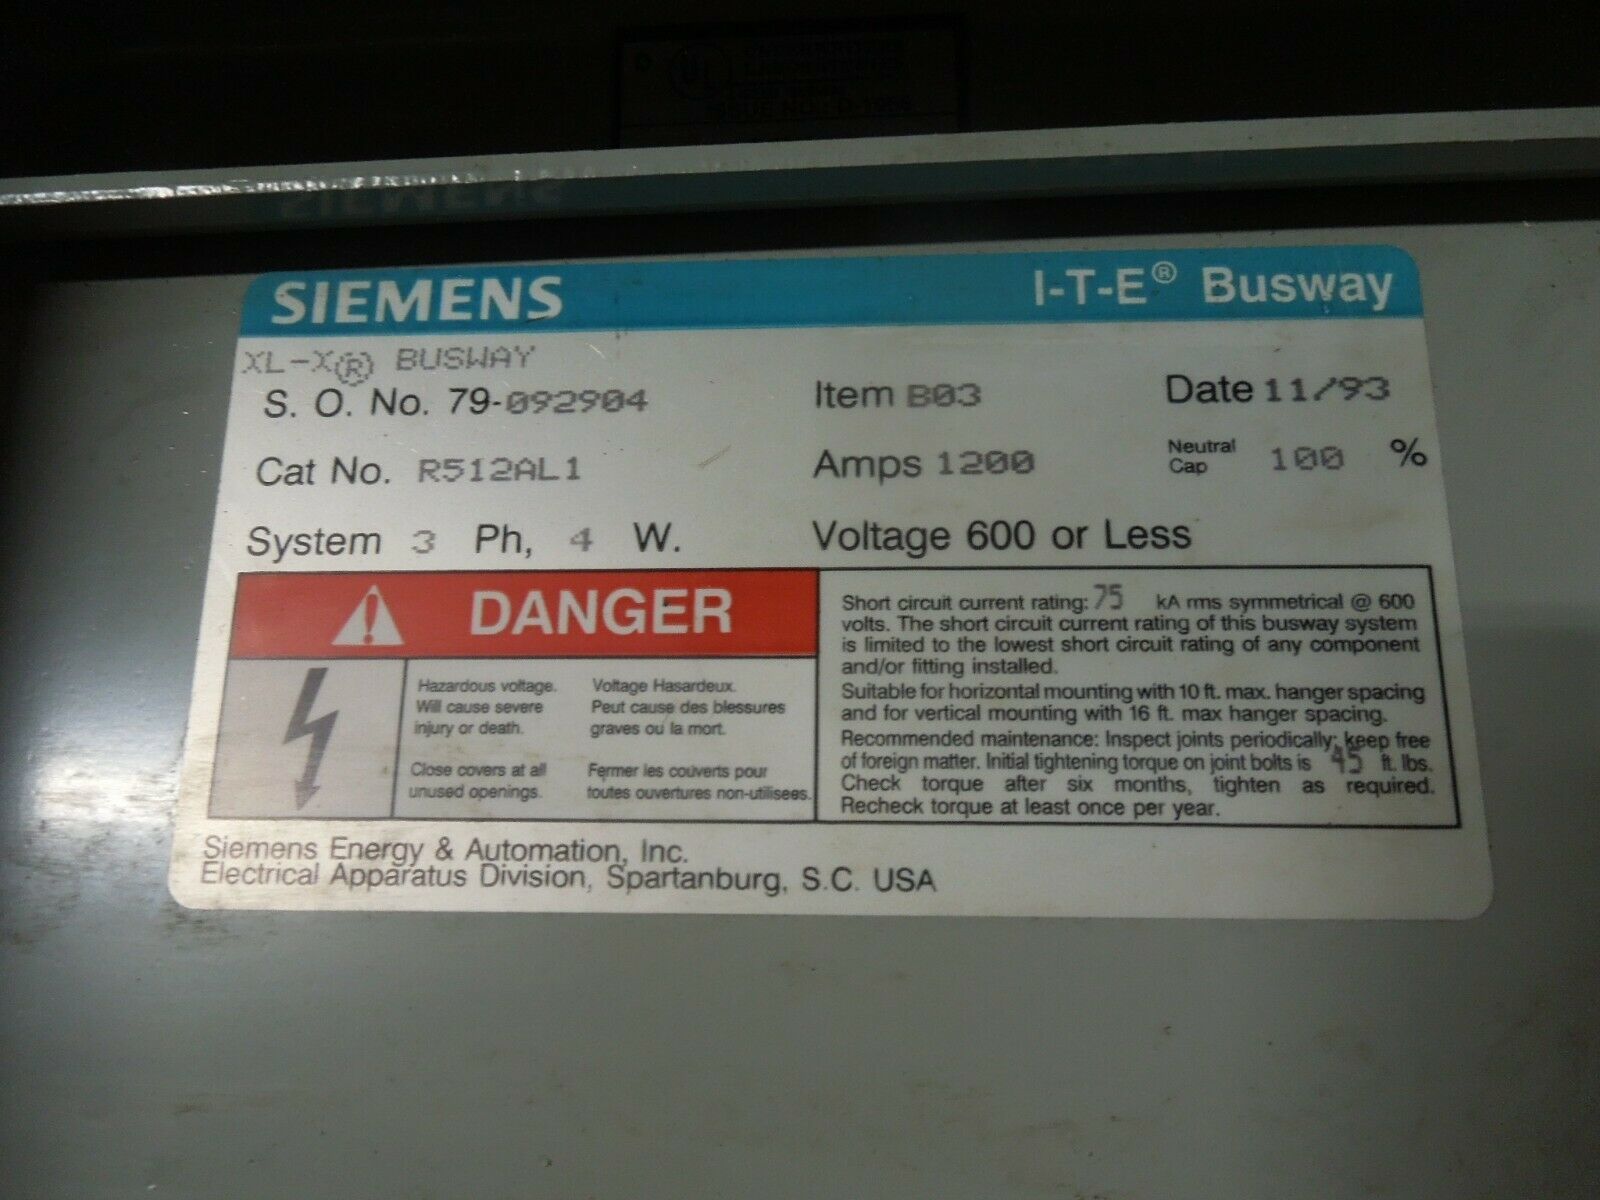 UL
ISSUE NO.: D-1956
SIEMENS
SIEMENS
I-T-E® Busway
XL-X(R) BUSWAY
S. O. No. 79-092904
Item B03
Date 11/93
Cat No. R512AL1
Amps 1200
Neutral
Cap
100 %
System 3 Ph, 4 W.
Voltage 600 or Less
DANGER
Hazardous voltage.
Will cause severe
injury or death.
Close covers at all
unused openings.
Voltage Hasardeux.
Peut cause des blessures
graves ou la mort.
Fermer les couverts pour
toutes ouvertures non-utilisees.
Short circuit current rating: 75 kA rms symmetrical @ 600
volts. The short circuit current rating of this busway system
is limited to the lowest short circuit rating of any component
and/or fitting installed.
Suitable for horizontal mounting with 10 ft. max. hanger spacing
and for vertical mounting with 16 ft. max hanger spacing.
Recommended maintenance: Inspect joints periodically; keep free
of foreign matter. Initial tightening torque on joint bolts is 45 ft. lbs.
Check torque after six months, tighten as required.
Recheck torque at least once per year.
Siemens Energy & Automation, Inc.
Electrical Apparatus Division, Spartanburg, S.C. USA